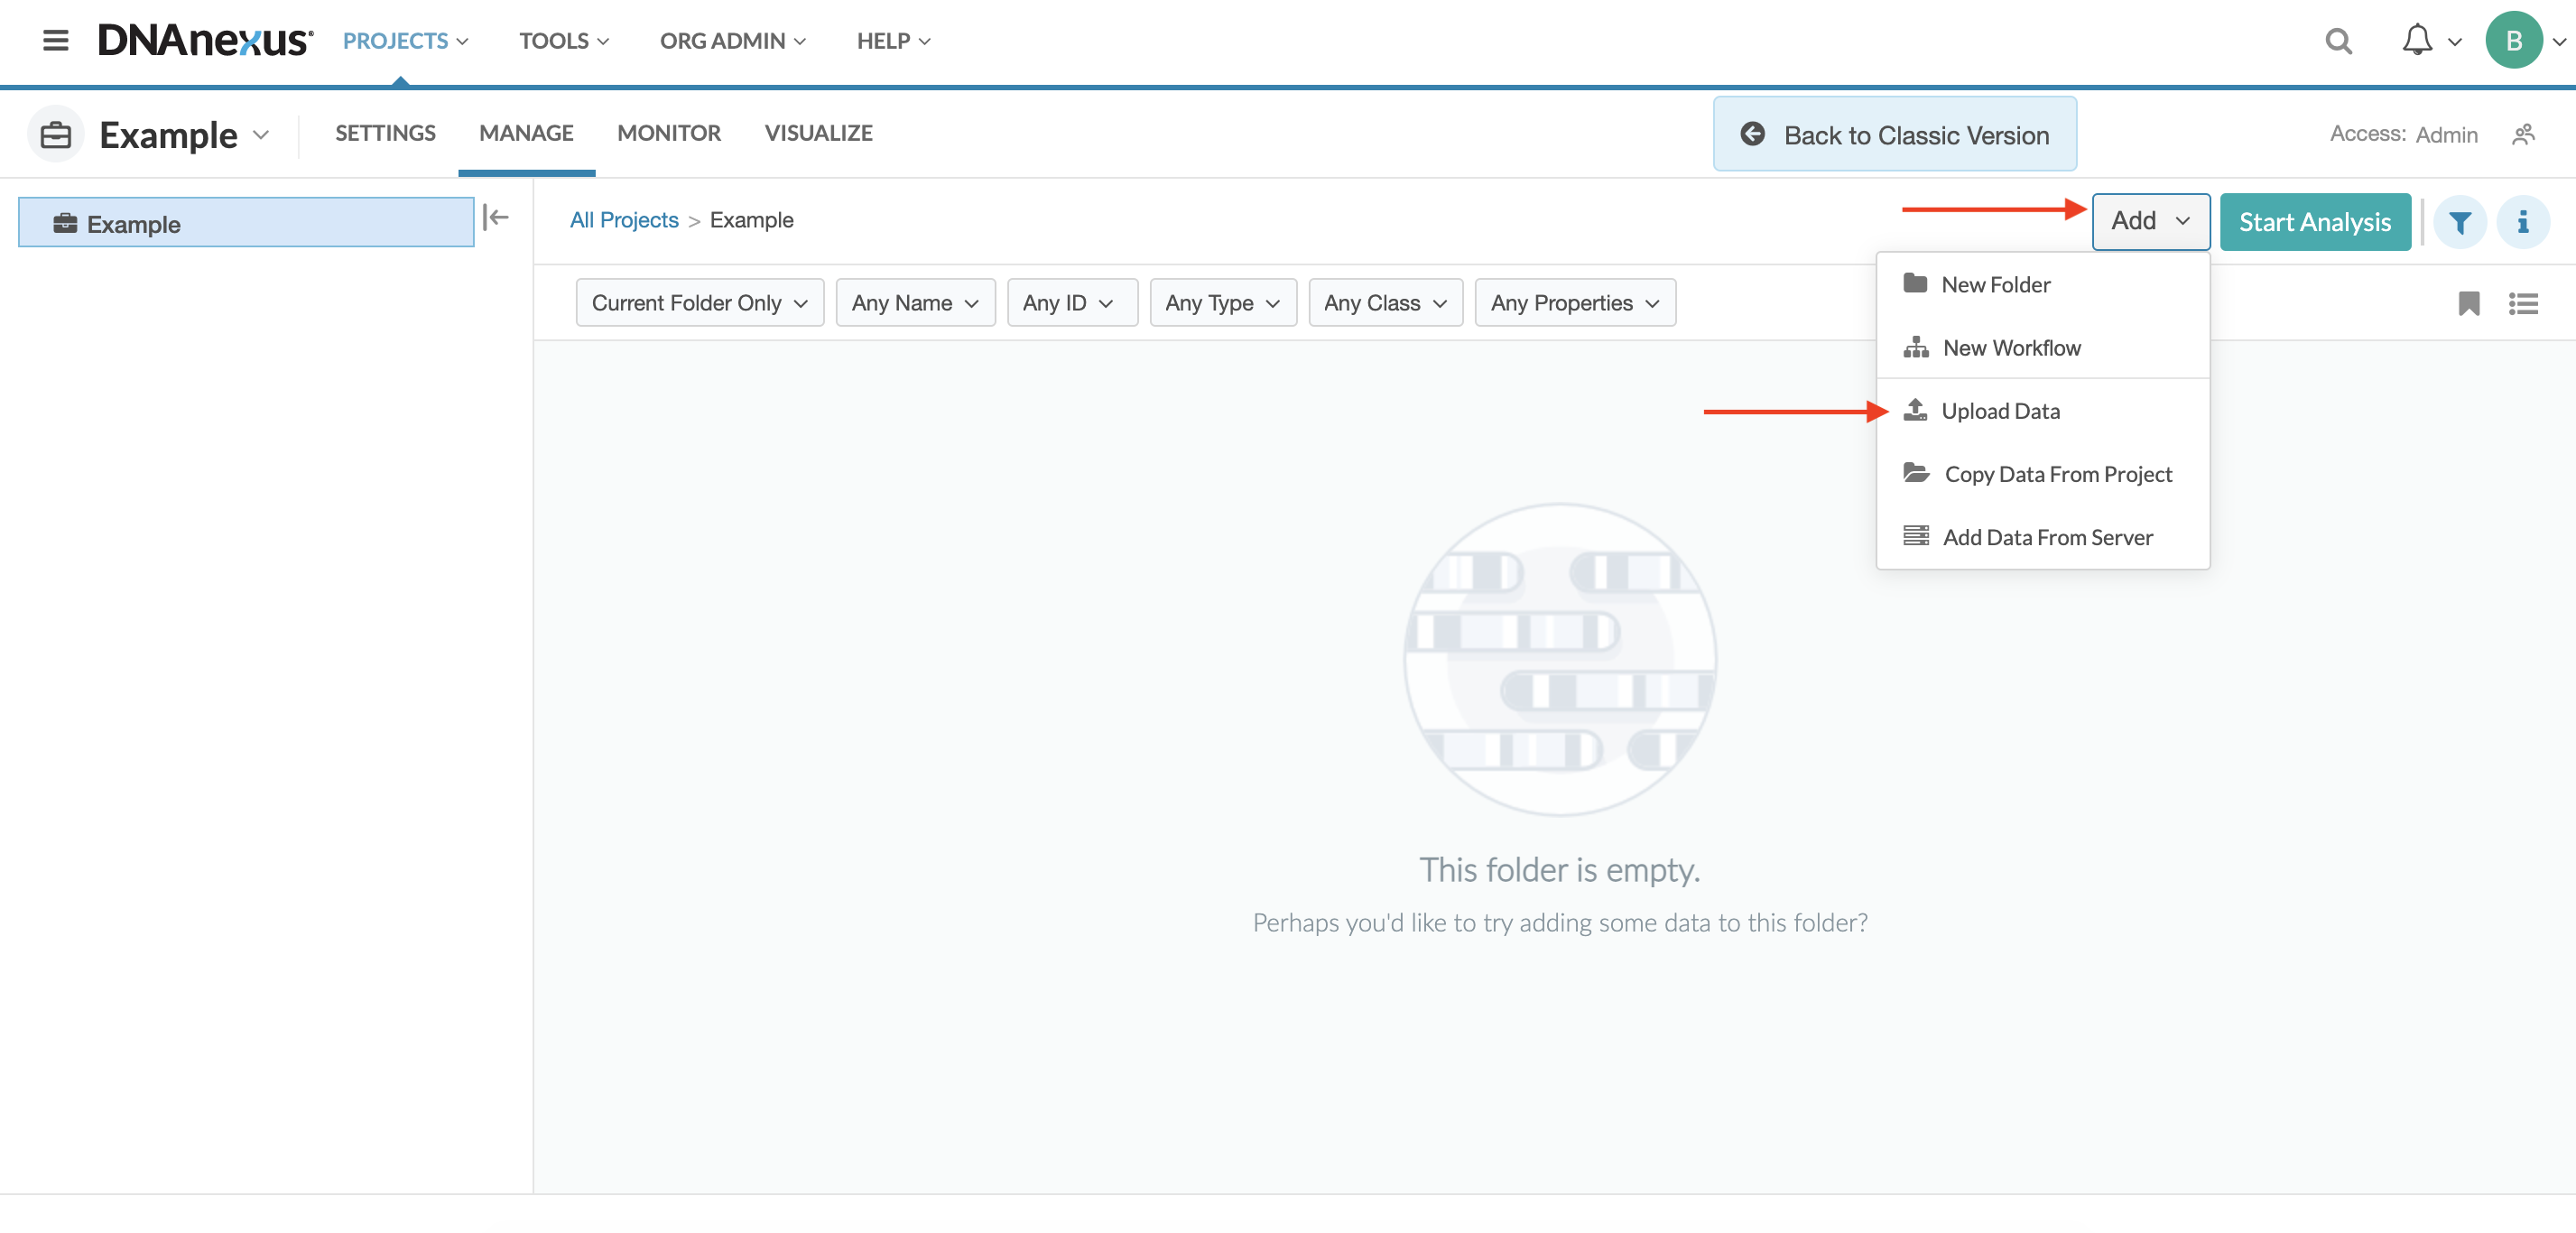 DNAnexus PROJECTS TOOLS ORG ADMIN HELP B
Example SETTINGS MANAGE MONITOR VISUALIZE Back to Classic Version Access: Admin
Example
All Projects > Example Add Start Analysis
Current Folder Only Any Name Any ID Any Type Any Class Any Properties
New Folder
New Workflow
Upload Data
Copy Data From Project
Add Data From Server
This folder is empty.
Perhaps you'd like to try adding some data to this folder?